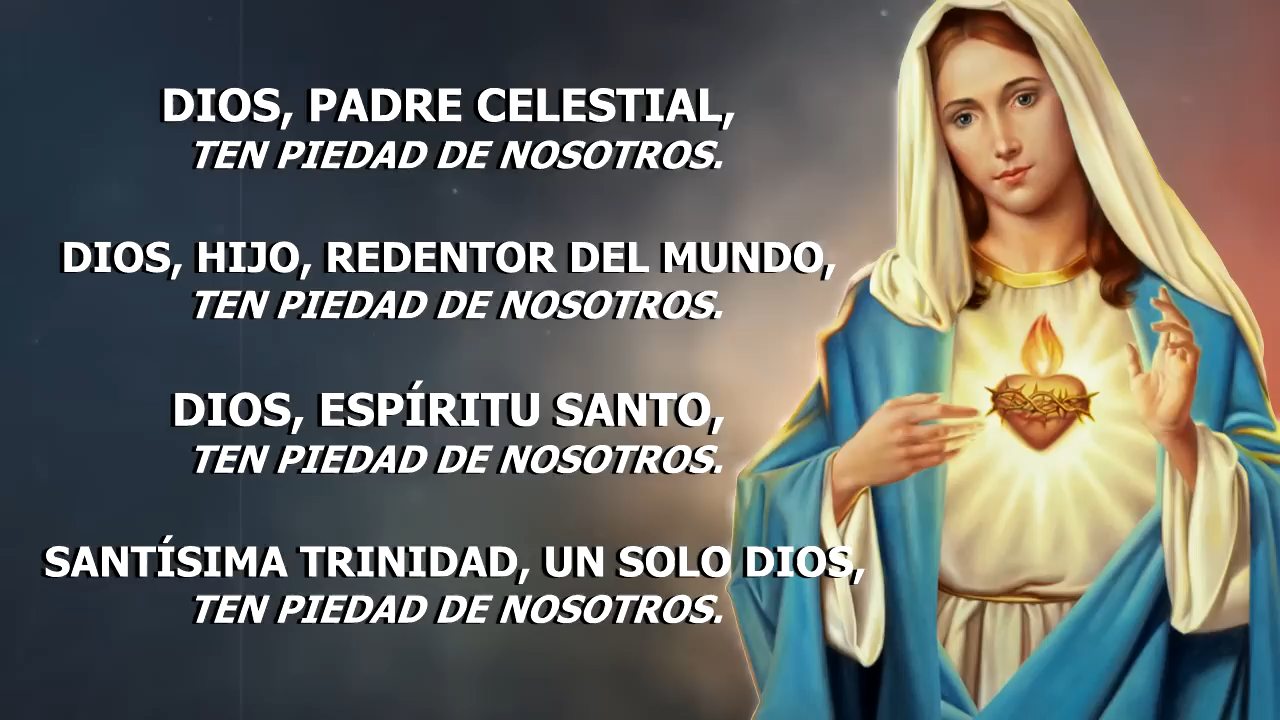 DIOS, PADRE CELESTIAL,
TEN PIEDAD DE NOSOTROS.
DIOS, HIJO, REDENTOR DEL MUNDO,
TEN PIEDAD DE NOSOTROS.
DIOS, ESPÍRITU SANTO,
TEN PIEDAD DE NOSOTROS.
SANTÍSIMA TRINIDAD, UN SOLO DIOS,
TEN PIEDAD DE NOSOTROS.